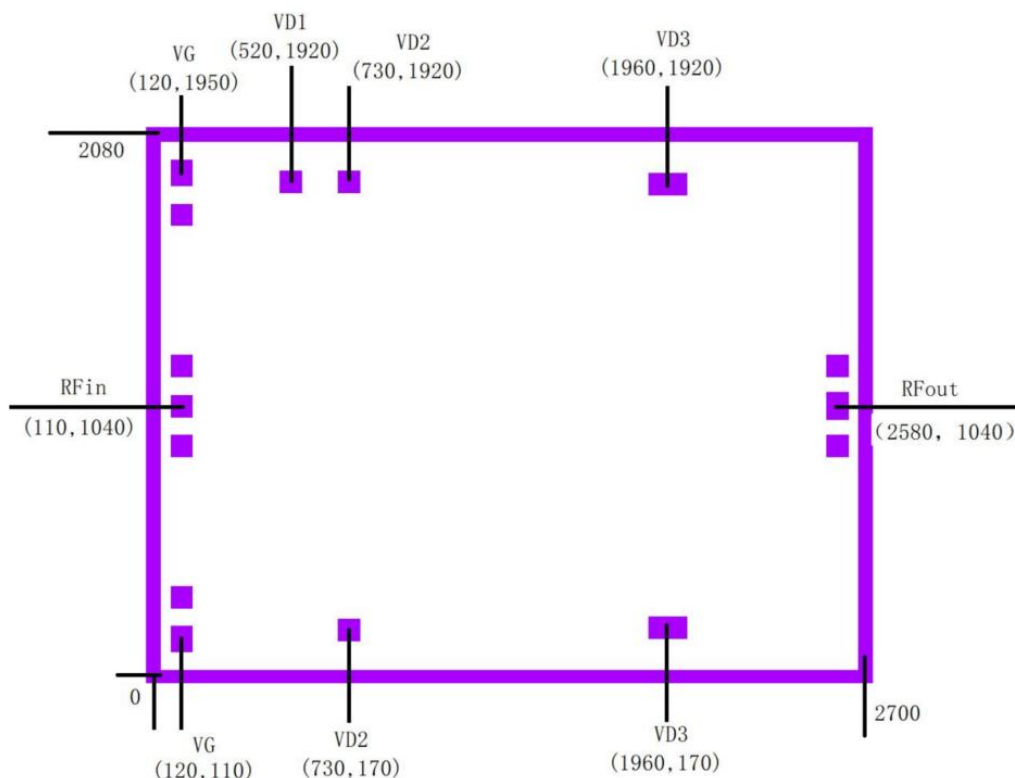 VD1
(520,1920)
VG
(120,1950)
VD2
(730,1920)
VD3
(1960,1920)
2080
RFin
(110,1040)
RFout
(2580, 1040)
0
2700
VG
(120,110)
VD2
(730,170)
VD3
(1960,170)